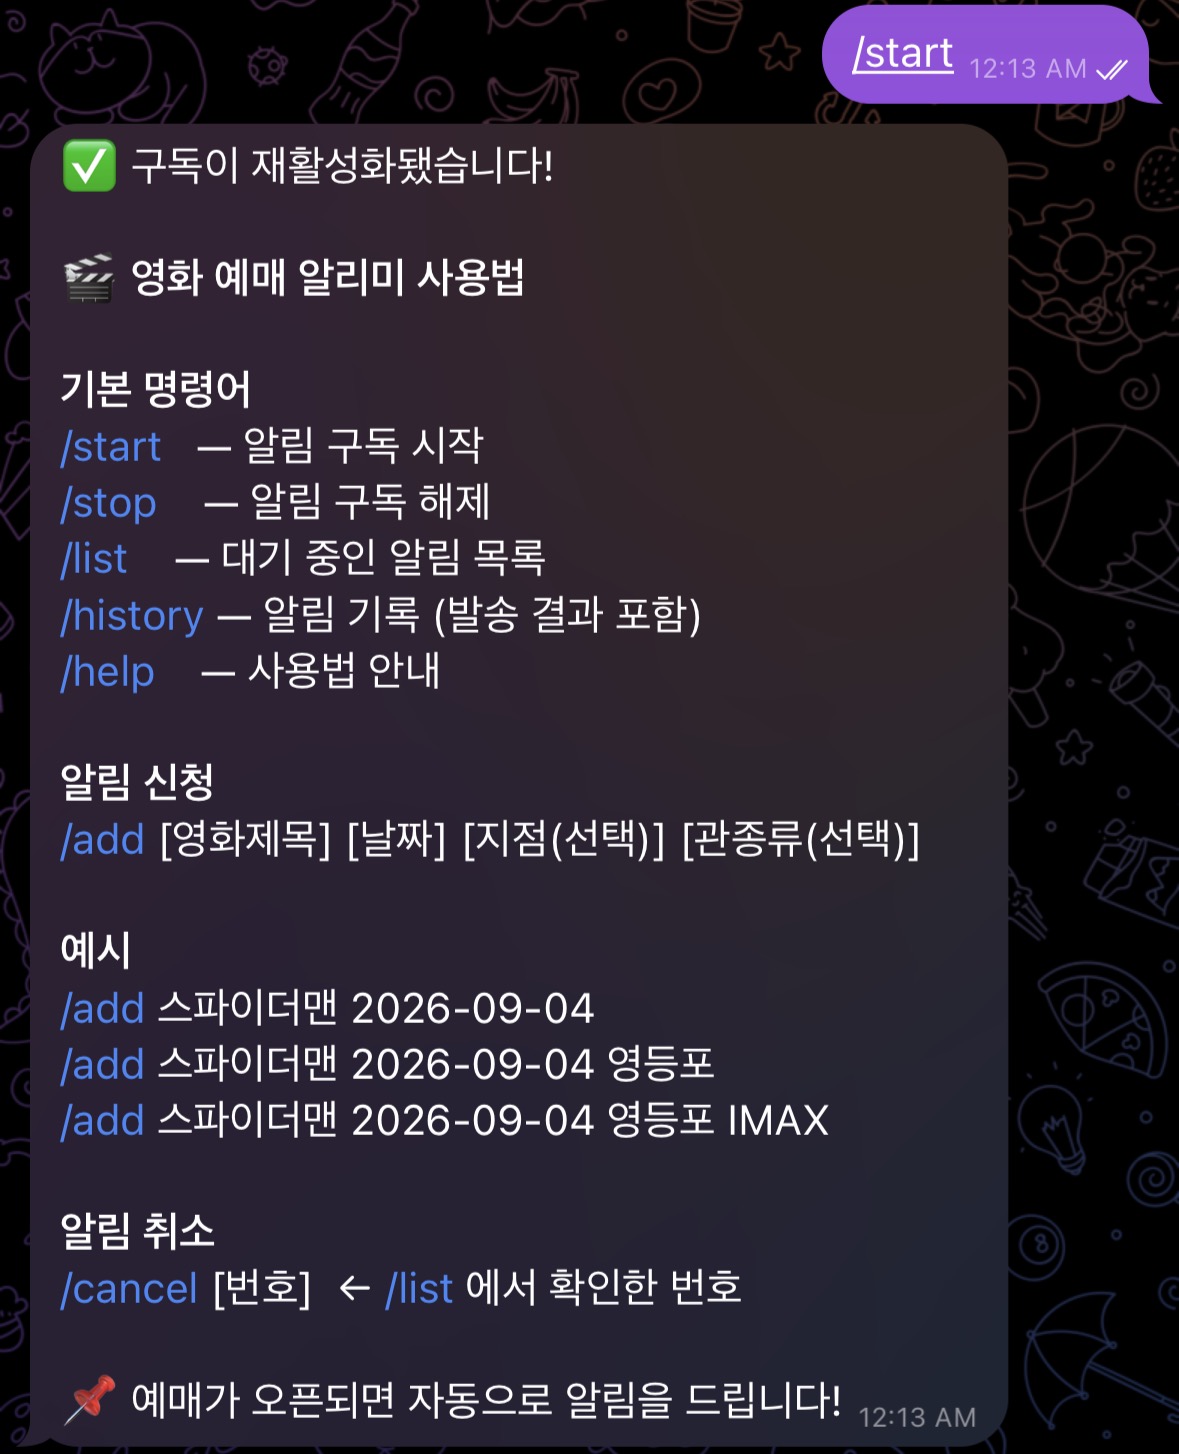 /start 12:13 AM
✅ 구독이 재활성화됐습니다!
🎬 영화 예매 알리미 사용법
기본 명령어
/start — 알림 구독 시작
/stop — 알림 구독 해제
/list — 대기 중인 알림 목록
/history — 알림 기록 (발송 결과 포함)
/help — 사용법 안내
알림 신청
/add [영화제목] [날짜] [지점(선택)] [관종류(선택)]
예시
/add 스파이더맨 2026-09-04
/add 스파이더맨 2026-09-04 영등포
/add 스파이더맨 2026-09-04 영등포 IMAX
알림 취소
/cancel [번호] ← /list 에서 확인한 번호
📌 예매가 오픈되면 자동으로 알림을 드립니다! 12:13 AM